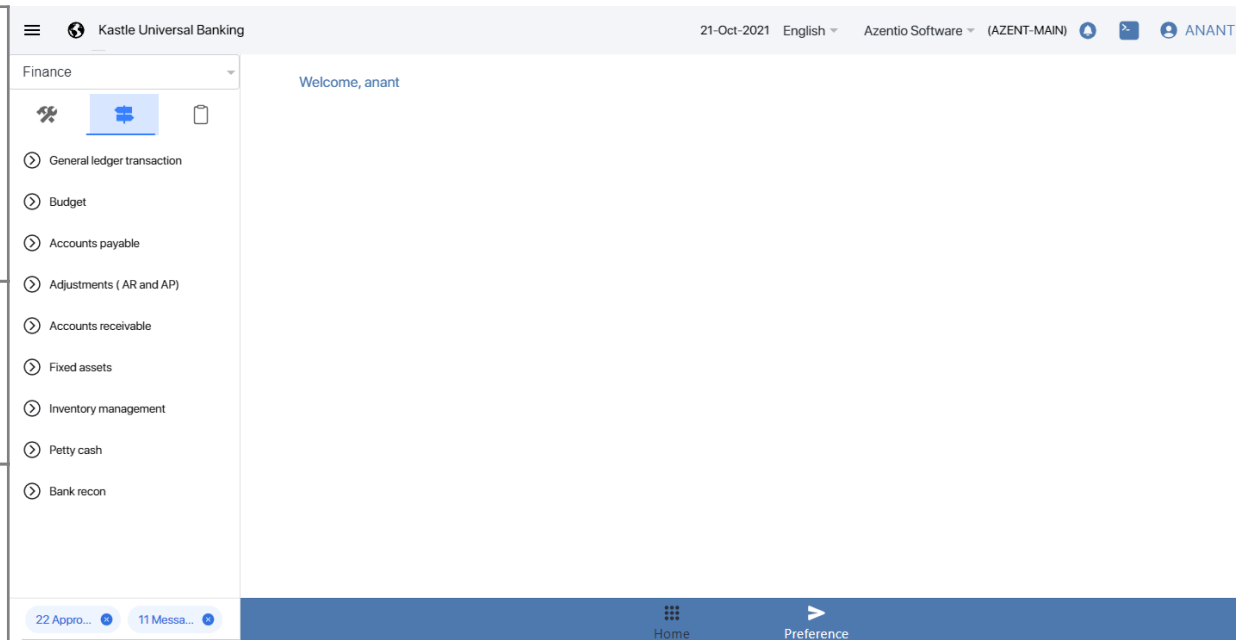 Kastle Universal Banking 21-Oct-2021 English Azentio Software (AZENT-MAIN) ANANT
Finance
Welcome, anant
General ledger transaction
Budget
Accounts payable
Adjustments ( AR and AP)
Accounts receivable
Fixed assets
Inventory management
Petty cash
Bank recon
22 Appro... 11 Messa...
Home Preference